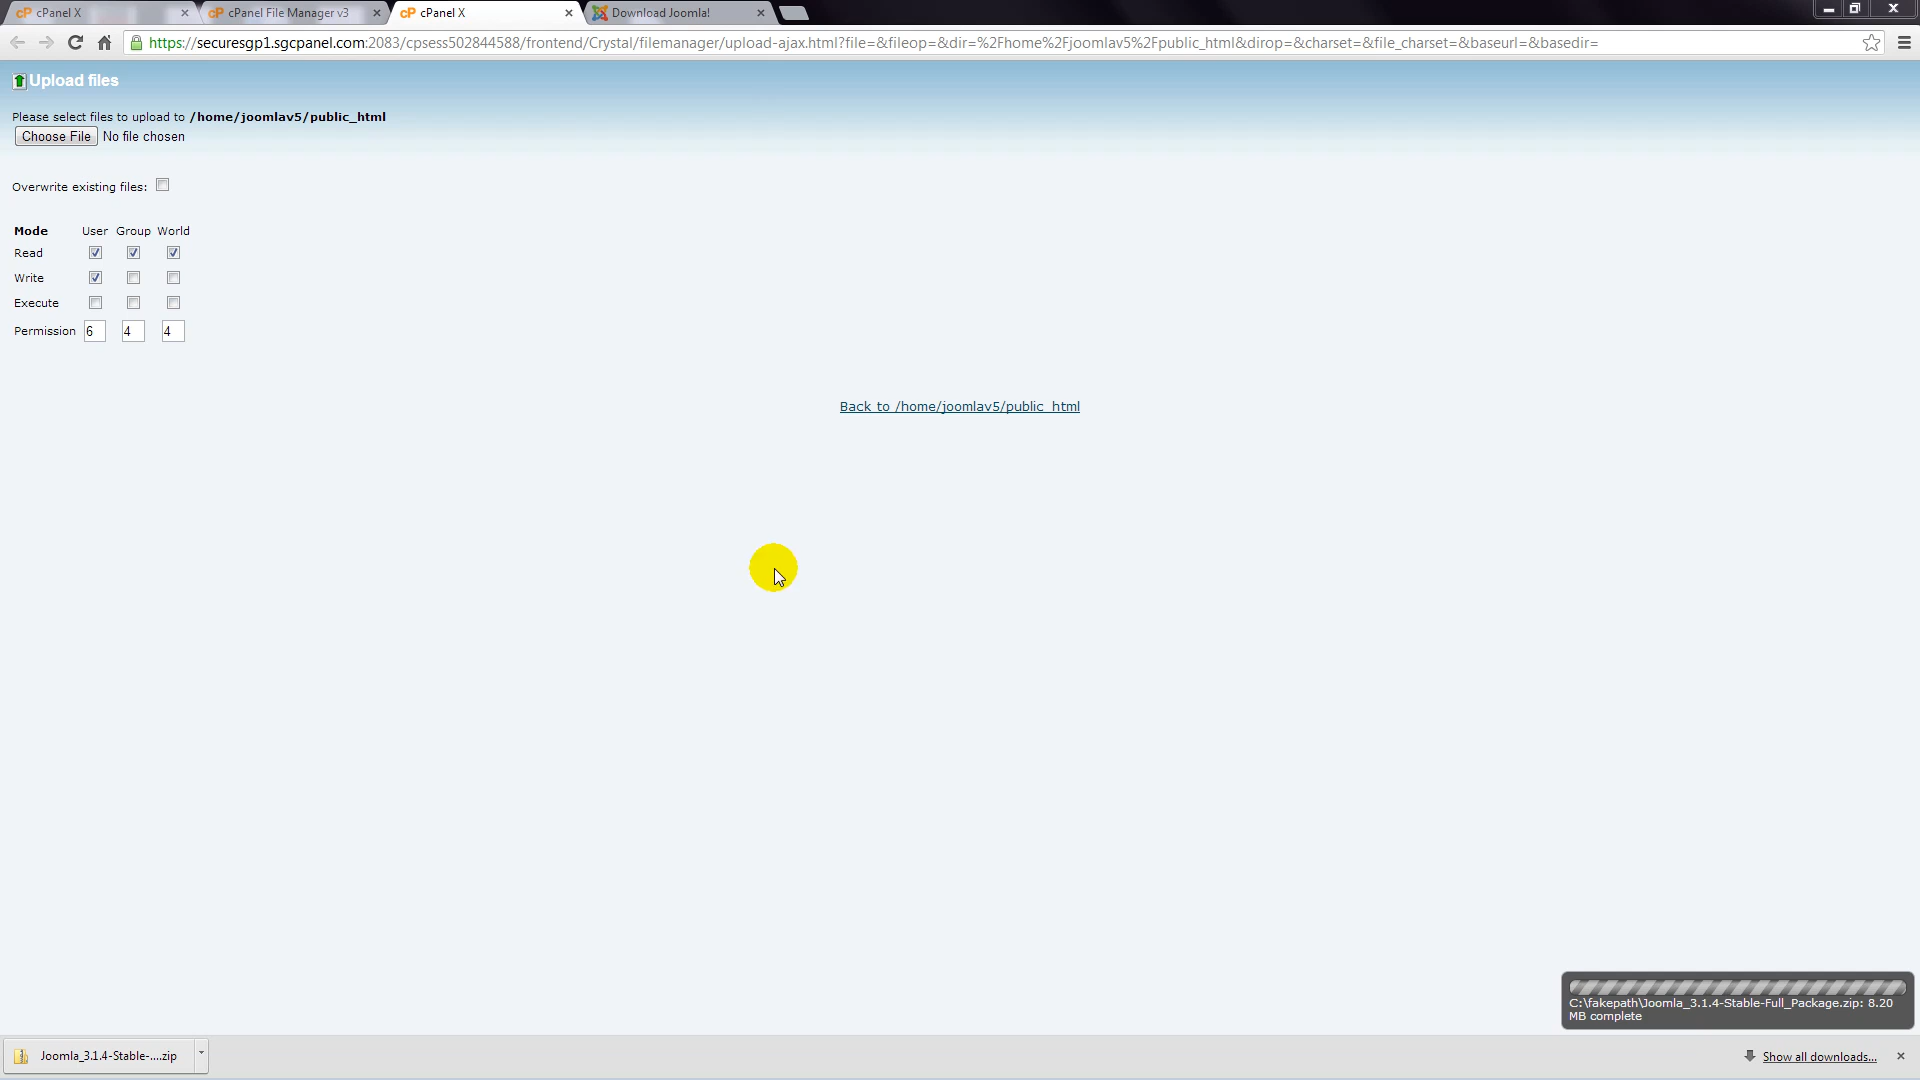 cPanel X
cPanel File Manager v3
cPanel X
Download Joomla!
https://securesgp1.sgcpanel.com:2083/cpsess502844588/frontend/Crystal/filemanager/upload-ajax.html?file=&fileop=&dir=%2Fhome%2Fjoomlav5%2Fpublic_html&dirop=&charset=&file_charset=&baseurl=&basedir=
Upload files
Please select files to upload to /home/joomlav5/public_html
Choose File No file chosen
Overwrite existing files:
Mode User Group World
Read
Write
Execute
Permission 6 4 4
Back to /home/joomlav5/public_html
C:\fakepath\Joomla_3.1.4-Stable-Full_Package.zip: 8.20
MB complete
Joomla_3.1.4-Stable-....zip
Show all downloads...